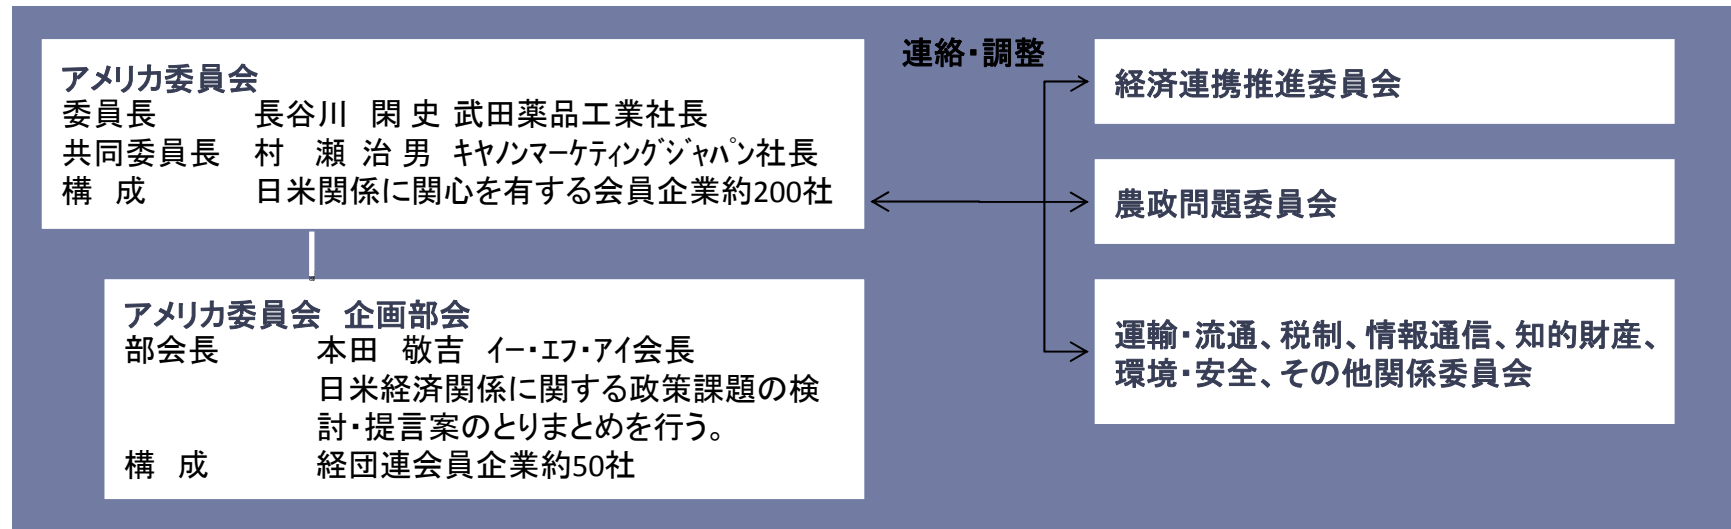 アメリカ委員会
委員長　長谷川　閑 史 武田薬品工業社長
共同委員長　村　瀬 治 男 ｷﾔﾉﾝﾏｰｹﾃｨﾝｸﾞｼﾞｬﾊﾟﾝ社長
構　成　日米関係に関心を有する会員企業約200社
アメリカ委員会　企画部会
部会長　本田　敬吉　ｲｰ・ｴﾌ・ｱｲ会長
日米経済関係に関する政策課題の検
討・提言案のとりまとめを行う。
構　成　経団連会員企業約50社
連絡・調整
経済連携推進委員会
農政問題委員会
運輸・流通、税制、情報通信、知的財産、
環境・安全、その他関係委員会